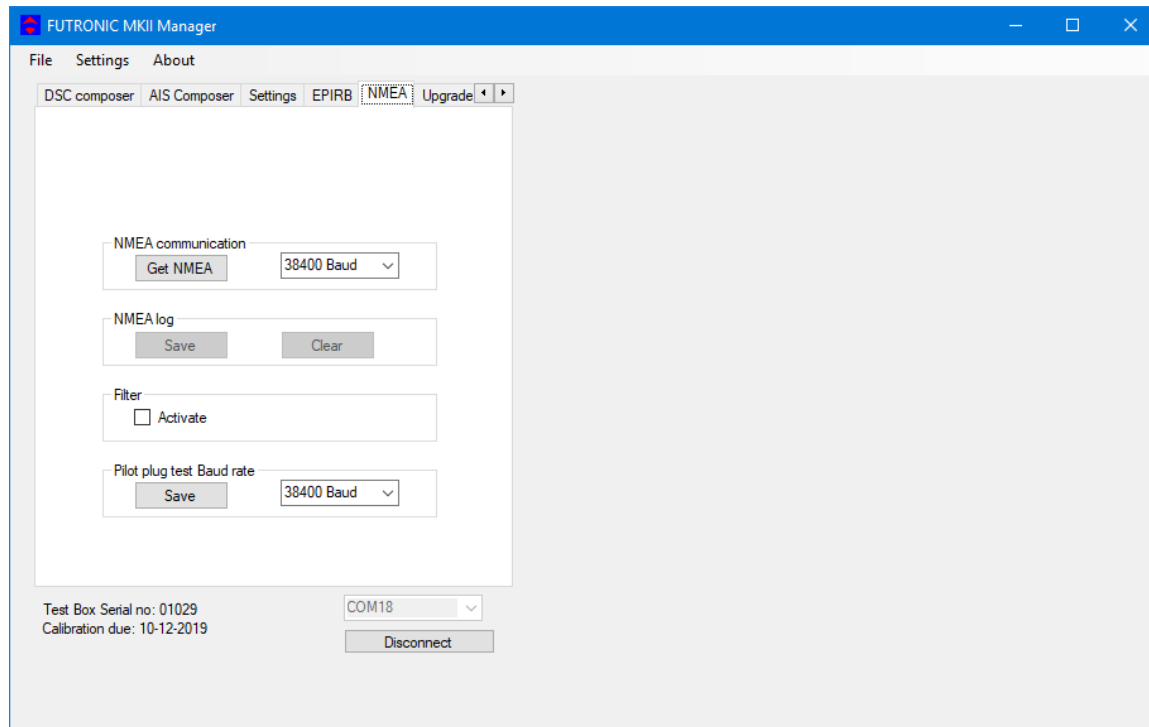 FUTRONIC MKII Manager
File Settings About
DSC composer AIS Composer Settings EPIRB NMEA Upgrade
NMEA communication
Get NMEA 38400 Baud
NMEA log
Save Clear
Filter
Activate
Pilot plug test Baud rate
Save 38400 Baud
Test Box Serial no: 01029 COM18
Calibration due: 10-12-2019
Disconnect